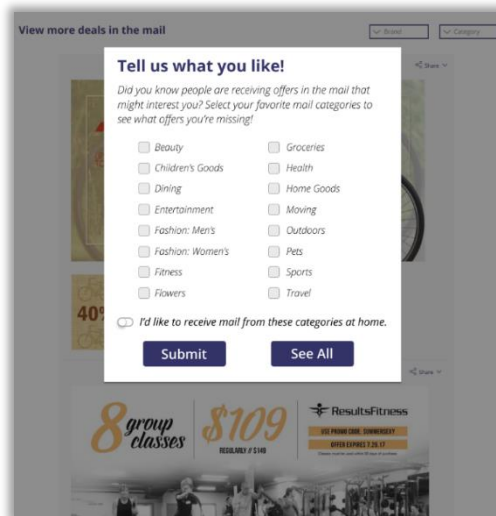 View more deals in the mail
Brand
Category
Share
Tell us what you like!
Did you know people are receiving offers in the mail that
might interest you? Select your favorite mail categories to
see what offers you're missing!
Beauty
Groceries
Children's Goods
Health
Dining
Home Goods
Entertainment
Moving
Fashion: Men's
Outdoors
Fashion: Women's
Pets
Fitness
Sports
Flowers
Travel
40%
I'd like to receive mail from these categories at home.
Submit
See All
Share
8 group
classes
$109
REGULARLY // $149
ResultsFitness
USE PROMO CODE: SUMMERSEXY
OFFER EXPIRES 7.29.17